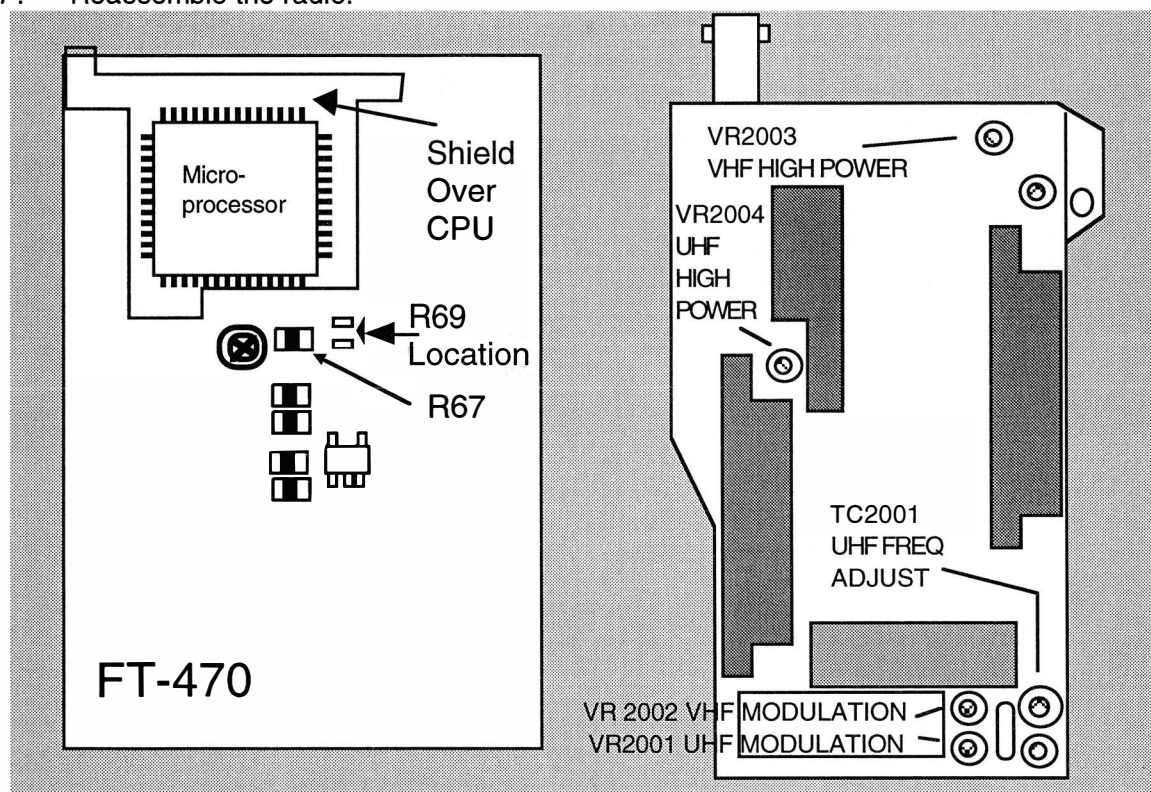 7. Reassemble the radio.
Micro-
processor
Shield
Over
CPU
R69
Location
R67
FT-470
VR2003
VHF HIGH POWER
VR2004
UHF
HIGH
POWER
TC2001
UHF FREQ
ADJUST
VR 2002 VHF MODULATION
VR2001 UHF MODULATION